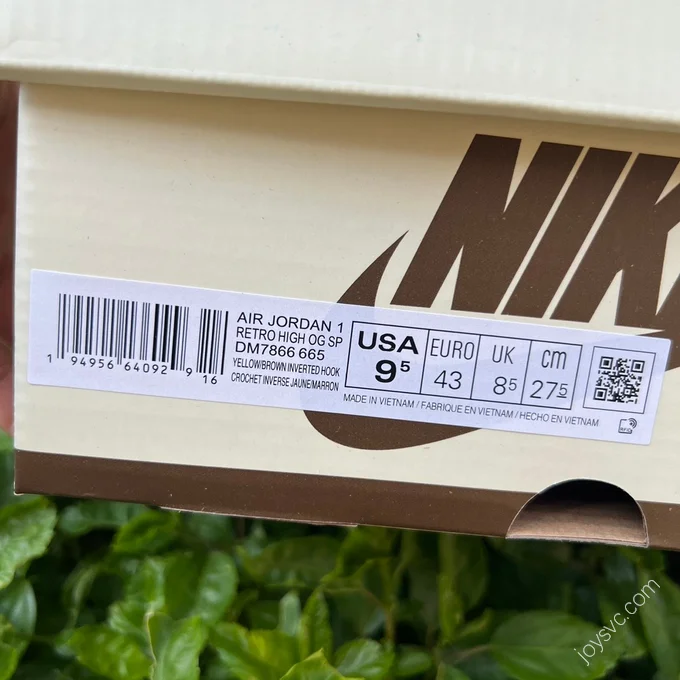 NIK
AIR JORDAN 1
RETRO HIGH OG SP
DM7866 665
YELLOW/BROWN INVERTED HOOK
CROCHET INVERSE JAUNE/MARRON
1 94956 64092 9 16
USA
9⁵
EURO
43
UK
8⁵
cm
27⁵
MADE IN VIETNAM / FABRIQUE EN VIETNAM / HECHO EN VIETNAM
RFID
joysvc.com